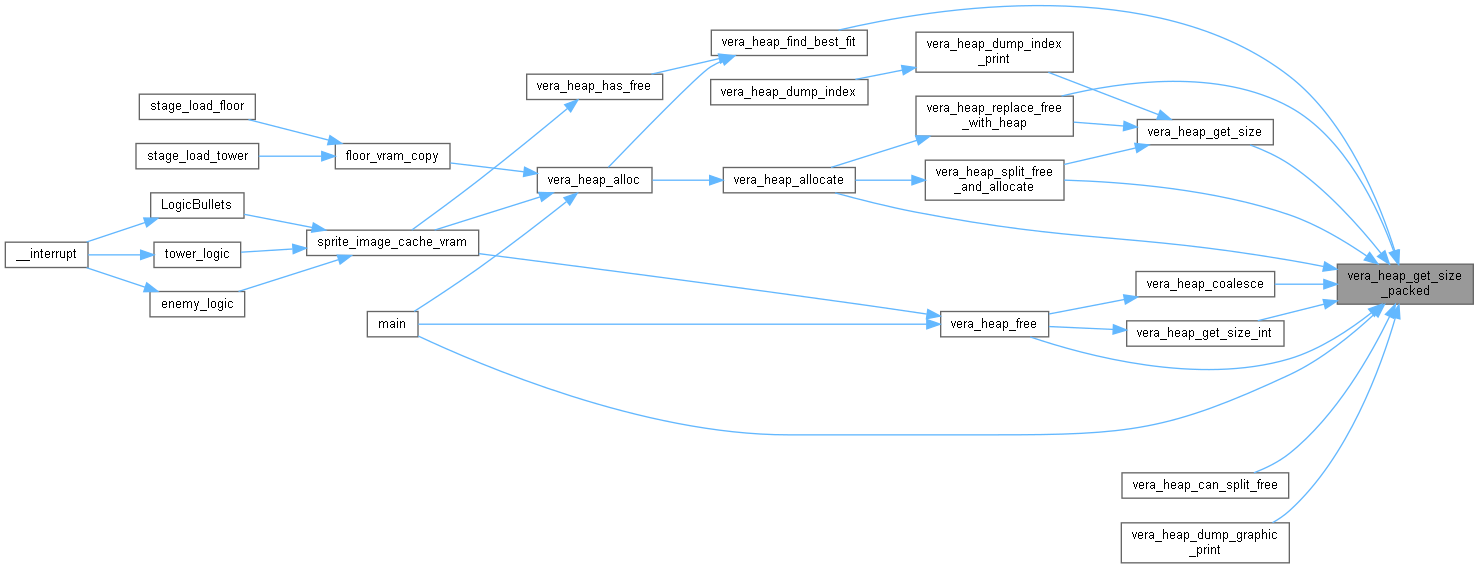 vera_heap_find_best_fit
vera_heap_dump_index
_print
vera_heap_has_free
vera_heap_dump_index
stage_load_floor
vera_heap_replace_free
_with_heap
vera_heap_get_size
stage_load_tower
floor_vram_copy
vera_heap_alloc
vera_heap_allocate
vera_heap_split_free
_and_allocate
LogicBullets
__interrupt
tower_logic
sprite_image_cache_vram
enemy_logic
main
vera_heap_free
vera_heap_coalesce
vera_heap_get_size_int
vera_heap_get_size
_packed
vera_heap_can_split_free
vera_heap_dump_graphic
_print